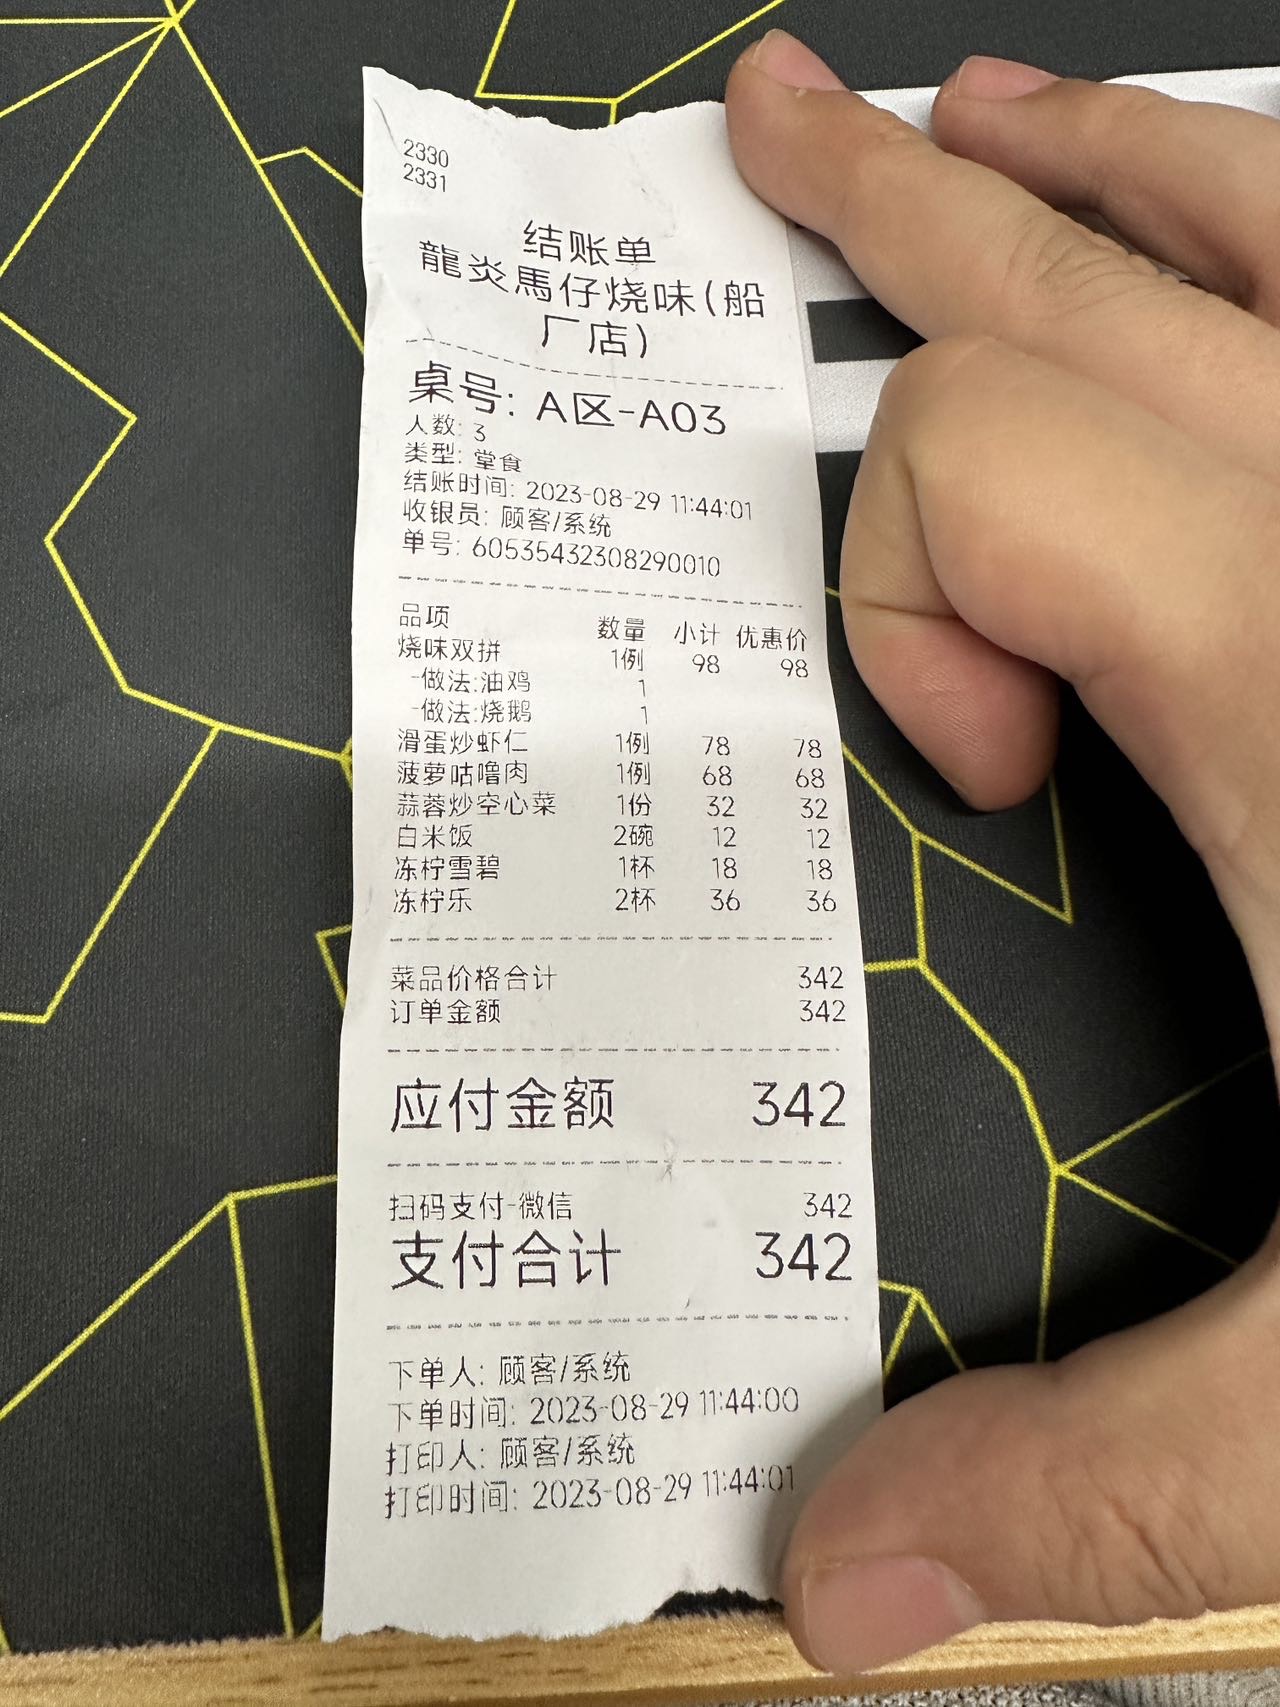 2330
2331
结账单
龍炎馬仔烧味(船
厂店)
桌号: A区-A03
人数: 3
类型: 堂食
结账时间: 2023-08-29 11:44:01
收银员: 顾客/系统
单号: 60535432308290010
品项 数量 小计 优惠价
烧味双拼 1例 98 98
-做法:油鸡 1
-做法:烧鹅 1
滑蛋炒虾仁 1例 78 78
菠萝咕噜肉 1例 68 68
蒜蓉炒空心菜 1份 32 32
白米饭 2碗 12 12
冻柠雪碧 1杯 18 18
冻柠乐 2杯 36 36
菜品价格合计 342
订单金额 342
应付金额 342
扫码支付-微信 342
支付合计 342
下单人: 顾客/系统
下单时间: 2023-08-29 11:44:00
打印人: 顾客/系统
打印时间: 2023-08-29 11:44:01